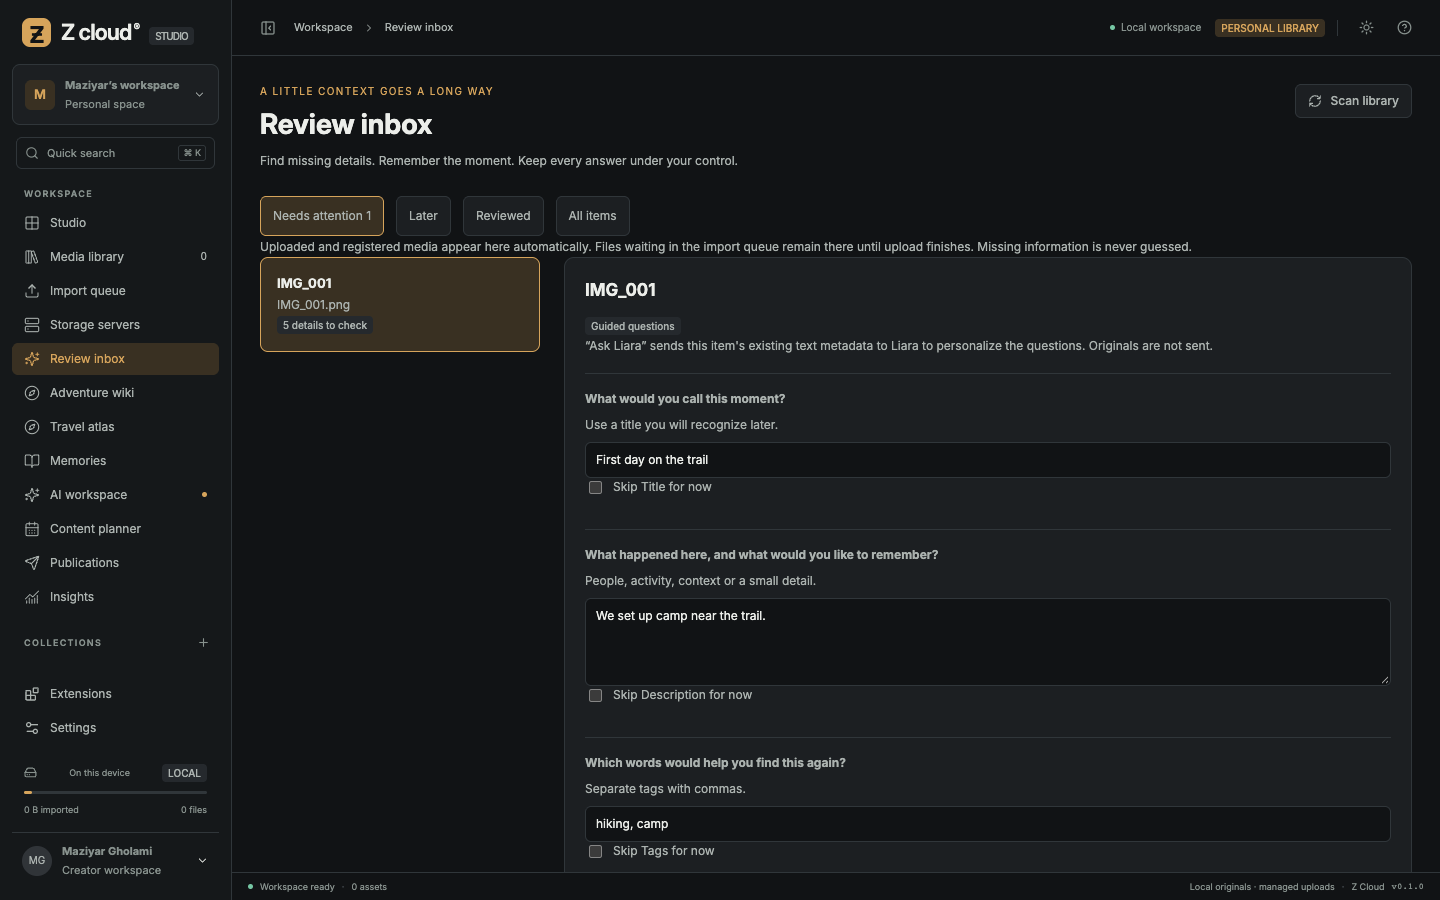 Z cloud®
STUDIO
M
Maziyar's workspace
Personal space
Quick search
⌘ K
WORKSPACE
Studio
Media library
0
Import queue
Storage servers
Review inbox
Adventure wiki
Travel atlas
Memories
AI workspace
Content planner
Publications
Insights
COLLECTIONS
Extensions
Settings
On this device
LOCAL
0 B imported
0 files
MG
Maziyar Gholami
Creator workspace
Workspace
Review inbox
Local workspace
PERSONAL LIBRARY
A LITTLE CONTEXT GOES A LONG WAY
Review inbox
Find missing details. Remember the moment. Keep every answer under your control.
Scan library
Needs attention 1
Later
Reviewed
All items
Uploaded and registered media appear here automatically. Files waiting in the import queue remain there until upload finishes. Missing information is never guessed.
IMG_001
IMG_001.png
5 details to check
IMG_001
Guided questions
“Ask Liara” sends this item's existing text metadata to Liara to personalize the questions. Originals are not sent.
What would you call this moment?
Use a title you will recognize later.
First day on the trail
Skip Title for now
What happened here, and what would you like to remember?
People, activity, context or a small detail.
We set up camp near the trail.
Skip Description for now
Which words would help you find this again?
Separate tags with commas.
hiking, camp
Skip Tags for now
Workspace ready · 0 assets
Local originals · managed uploads · Z Cloud v0.1.0